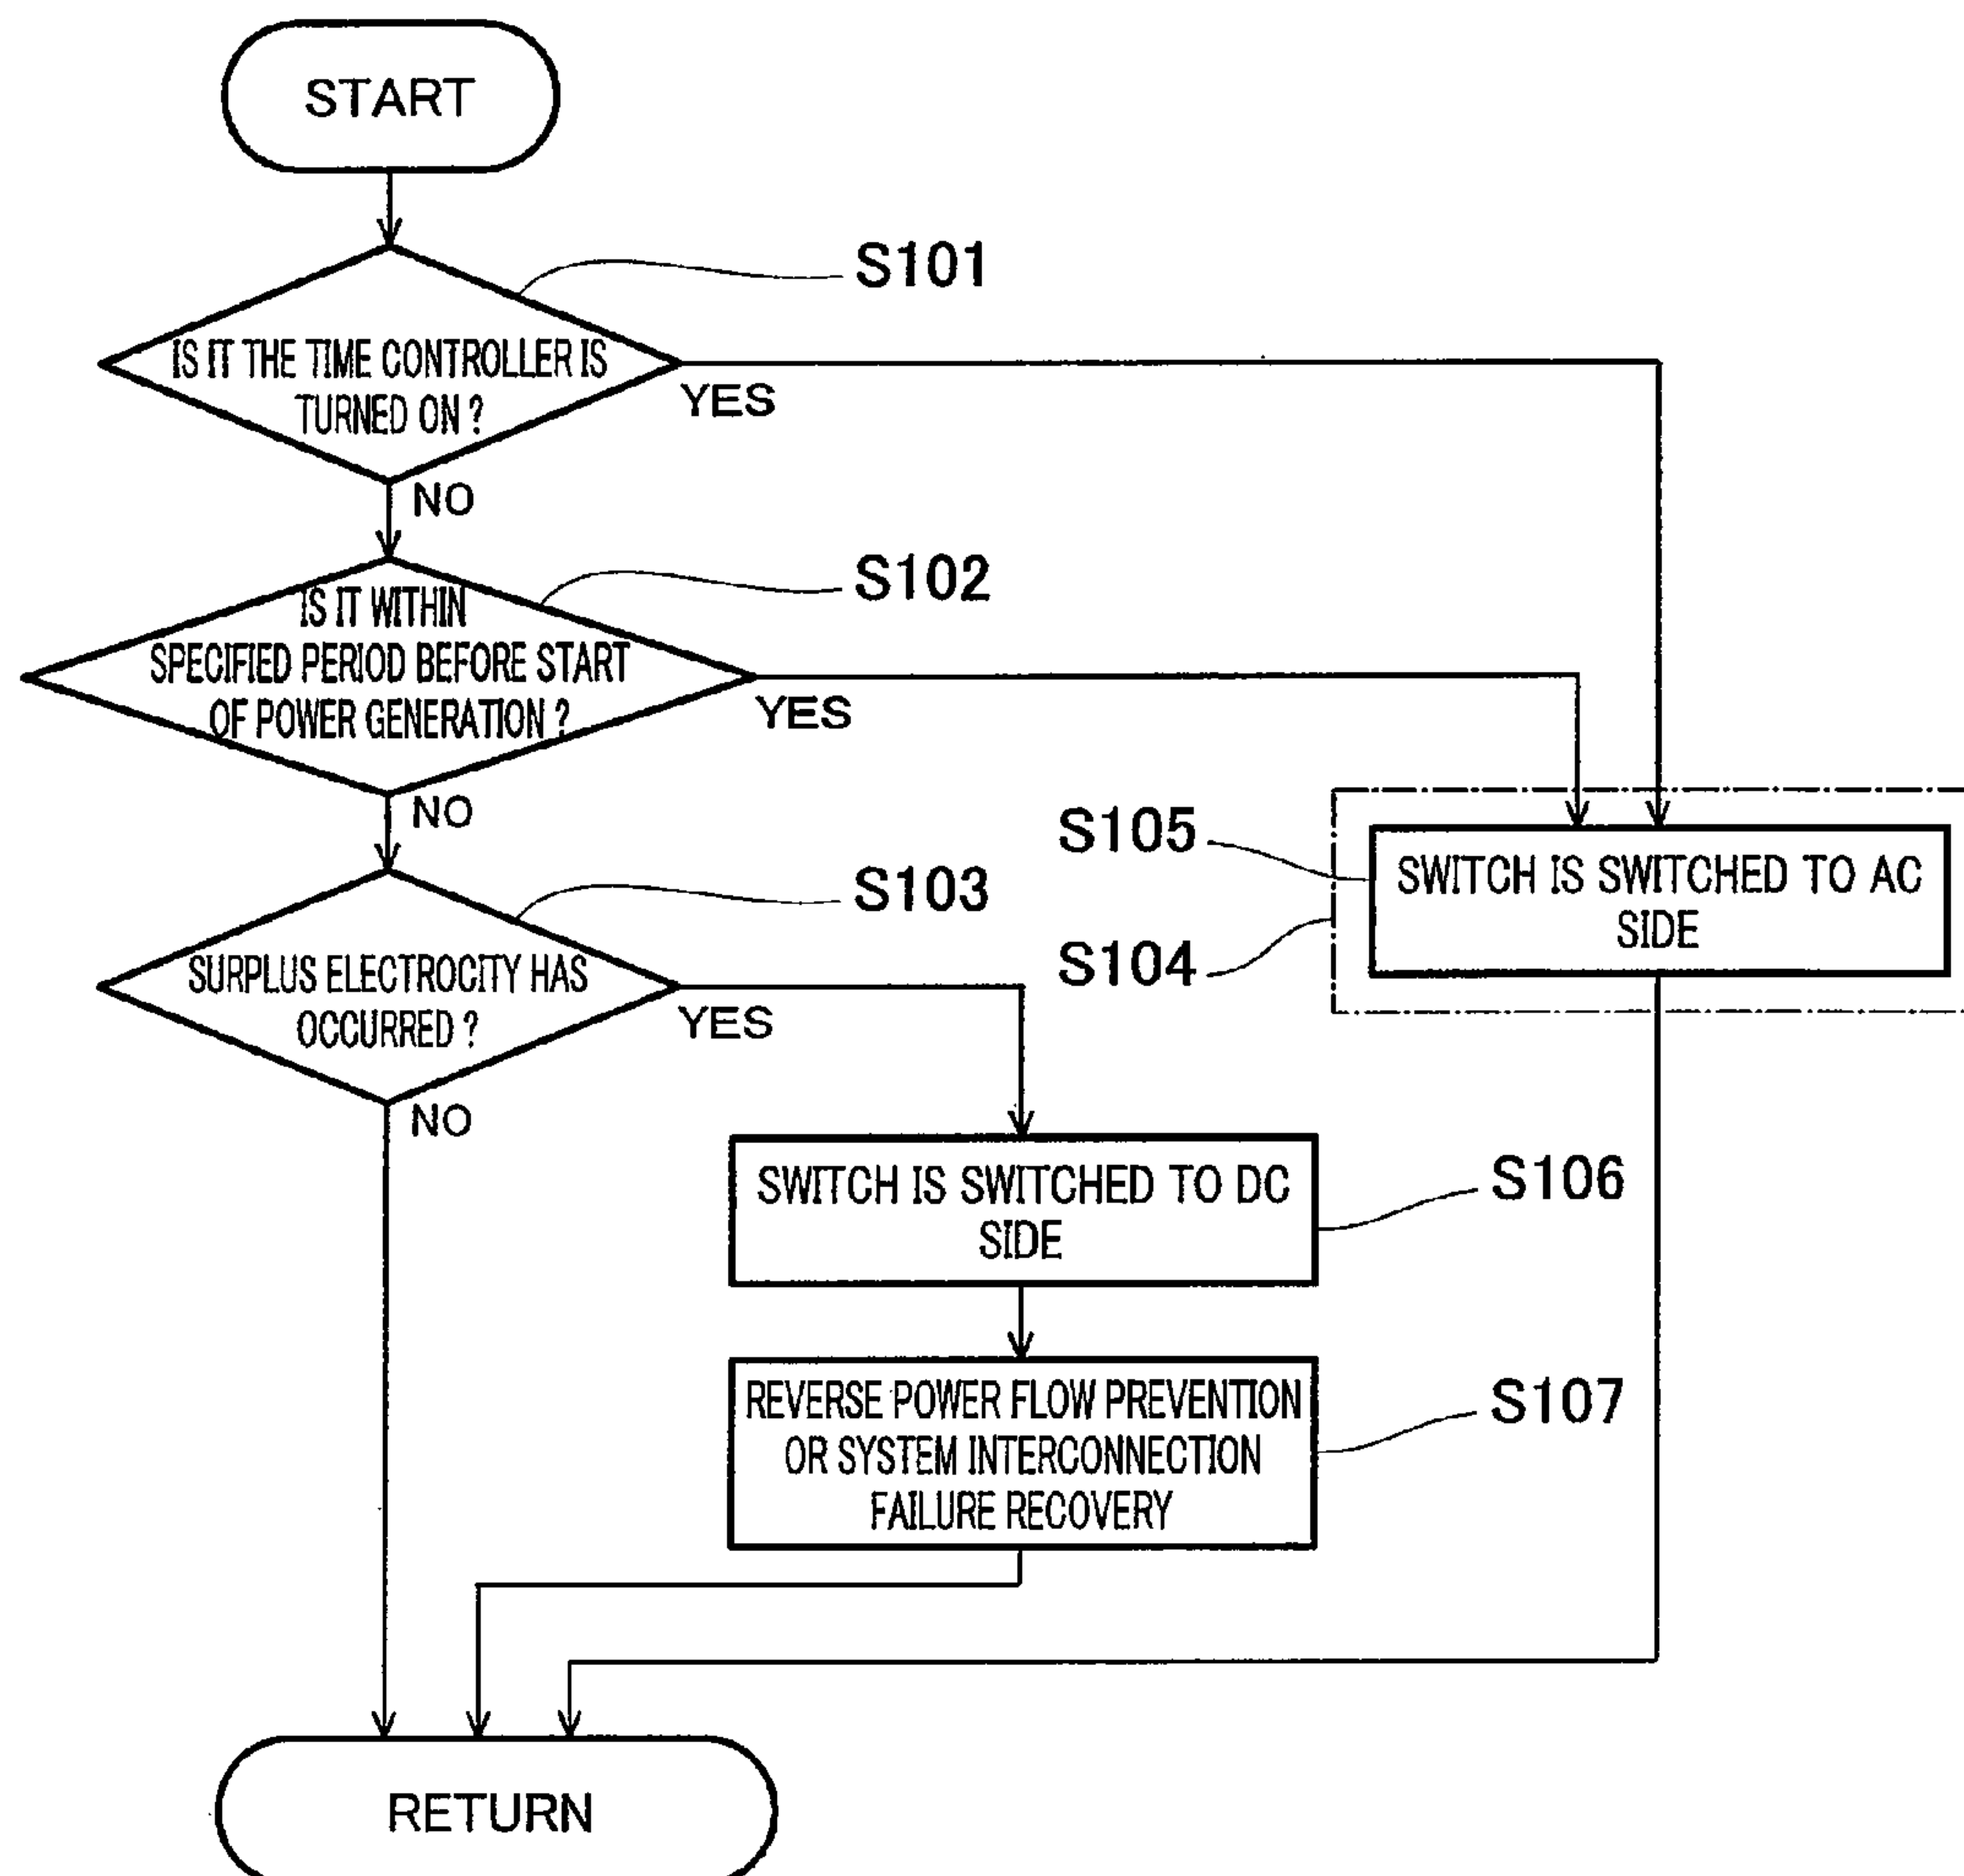 START
S101
IS IT THE TIME CONTROLLER IS
TURNED ON ?
YES
NO
S102
IS IT WITHIN
SPECIFIED PERIOD BEFORE START
OF POWER GENERATION ?
YES
NO
S105
SWITCH IS SWITCHED TO AC
SIDE
S104
S103
SURPLUS ELECTROCITY HAS
OCCURRED ?
YES
NO
SWITCH IS SWITCHED TO DC
SIDE
S106
REVERSE POWER FLOW PREVENTION
OR SYSTEM INTERCONNECTION
FAILURE RECOVERY
S107
RETURN